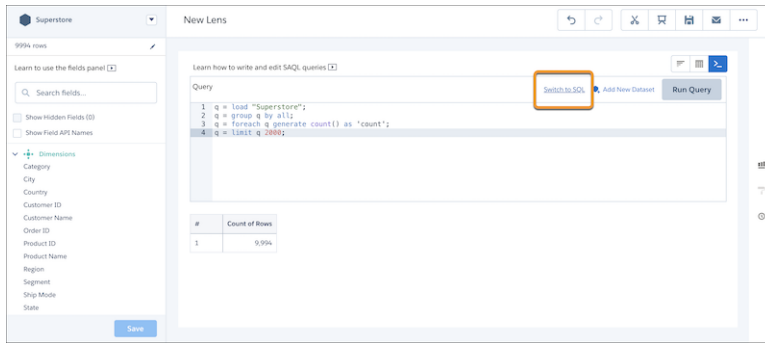 Superstore
New Lens
9994 rows
Learn to use the fields panel
Search fields...
Show Hidden Fields (0)
Show Field API Names
Dimensions
Category
City
Country
Customer ID
Customer Name
Order ID
Product ID
Product Name
Region
Segment
Ship Mode
State
Save
Learn how to write and edit SAQL queries
Query
Switch to SQL
Add New Dataset
Run Query
1 q = load "Superstore";
2 q = group q by all;
3 q = foreach q generate count() as 'count';
4 q = limit q 2000;
# Count of Rows
1 9,994